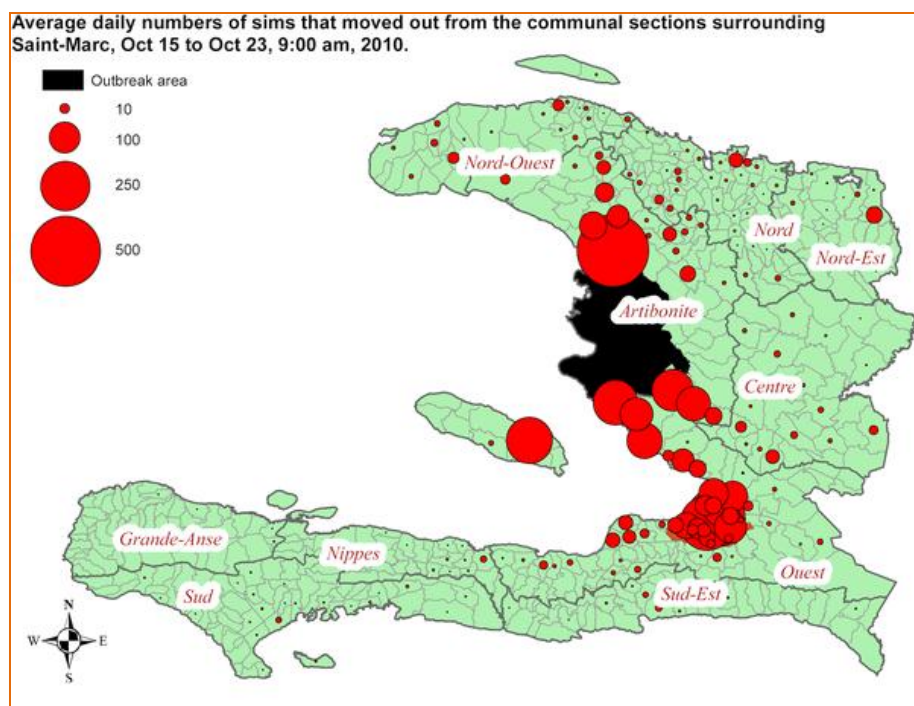 Average daily numbers of sims that moved out from the communal sections surrounding
Saint-Marc, Oct 15 to Oct 23, 9:00 am, 2010.
Outbreak area
10
100
250
500
Nord-Ouest
Nord
Nord-Est
Artibonite
Centre
Grande-Anse
Nippes
Ouest
Sud
Sud-Est
N
W
E
S